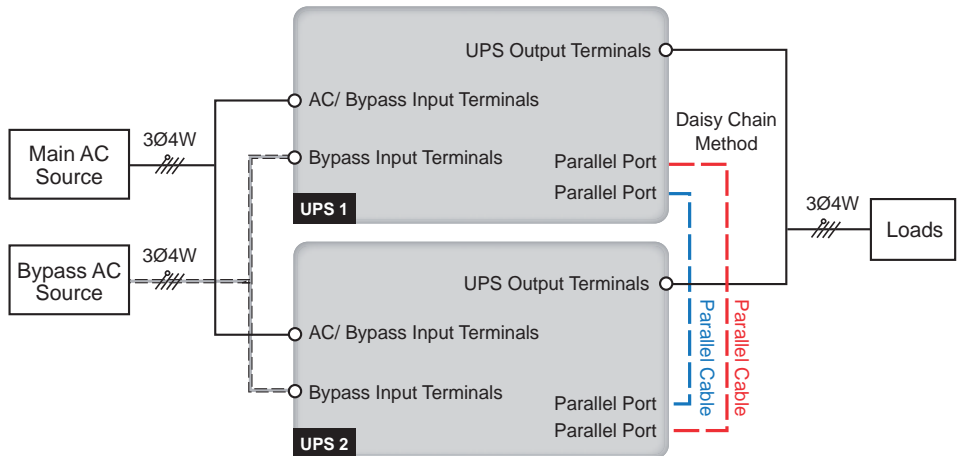 UPS Output Terminals
AC/ Bypass Input Terminals
Bypass Input Terminals
Parallel Port
Parallel Port
UPS 1
Daisy Chain
Method
3Ø4W
Main AC
Source
3Ø4W
Bypass AC
Source
3Ø4W
Loads
UPS Output Terminals
AC/ Bypass Input Terminals
Bypass Input Terminals
Parallel Port
Parallel Port
UPS 2
Parallel Cable
Parallel Cable